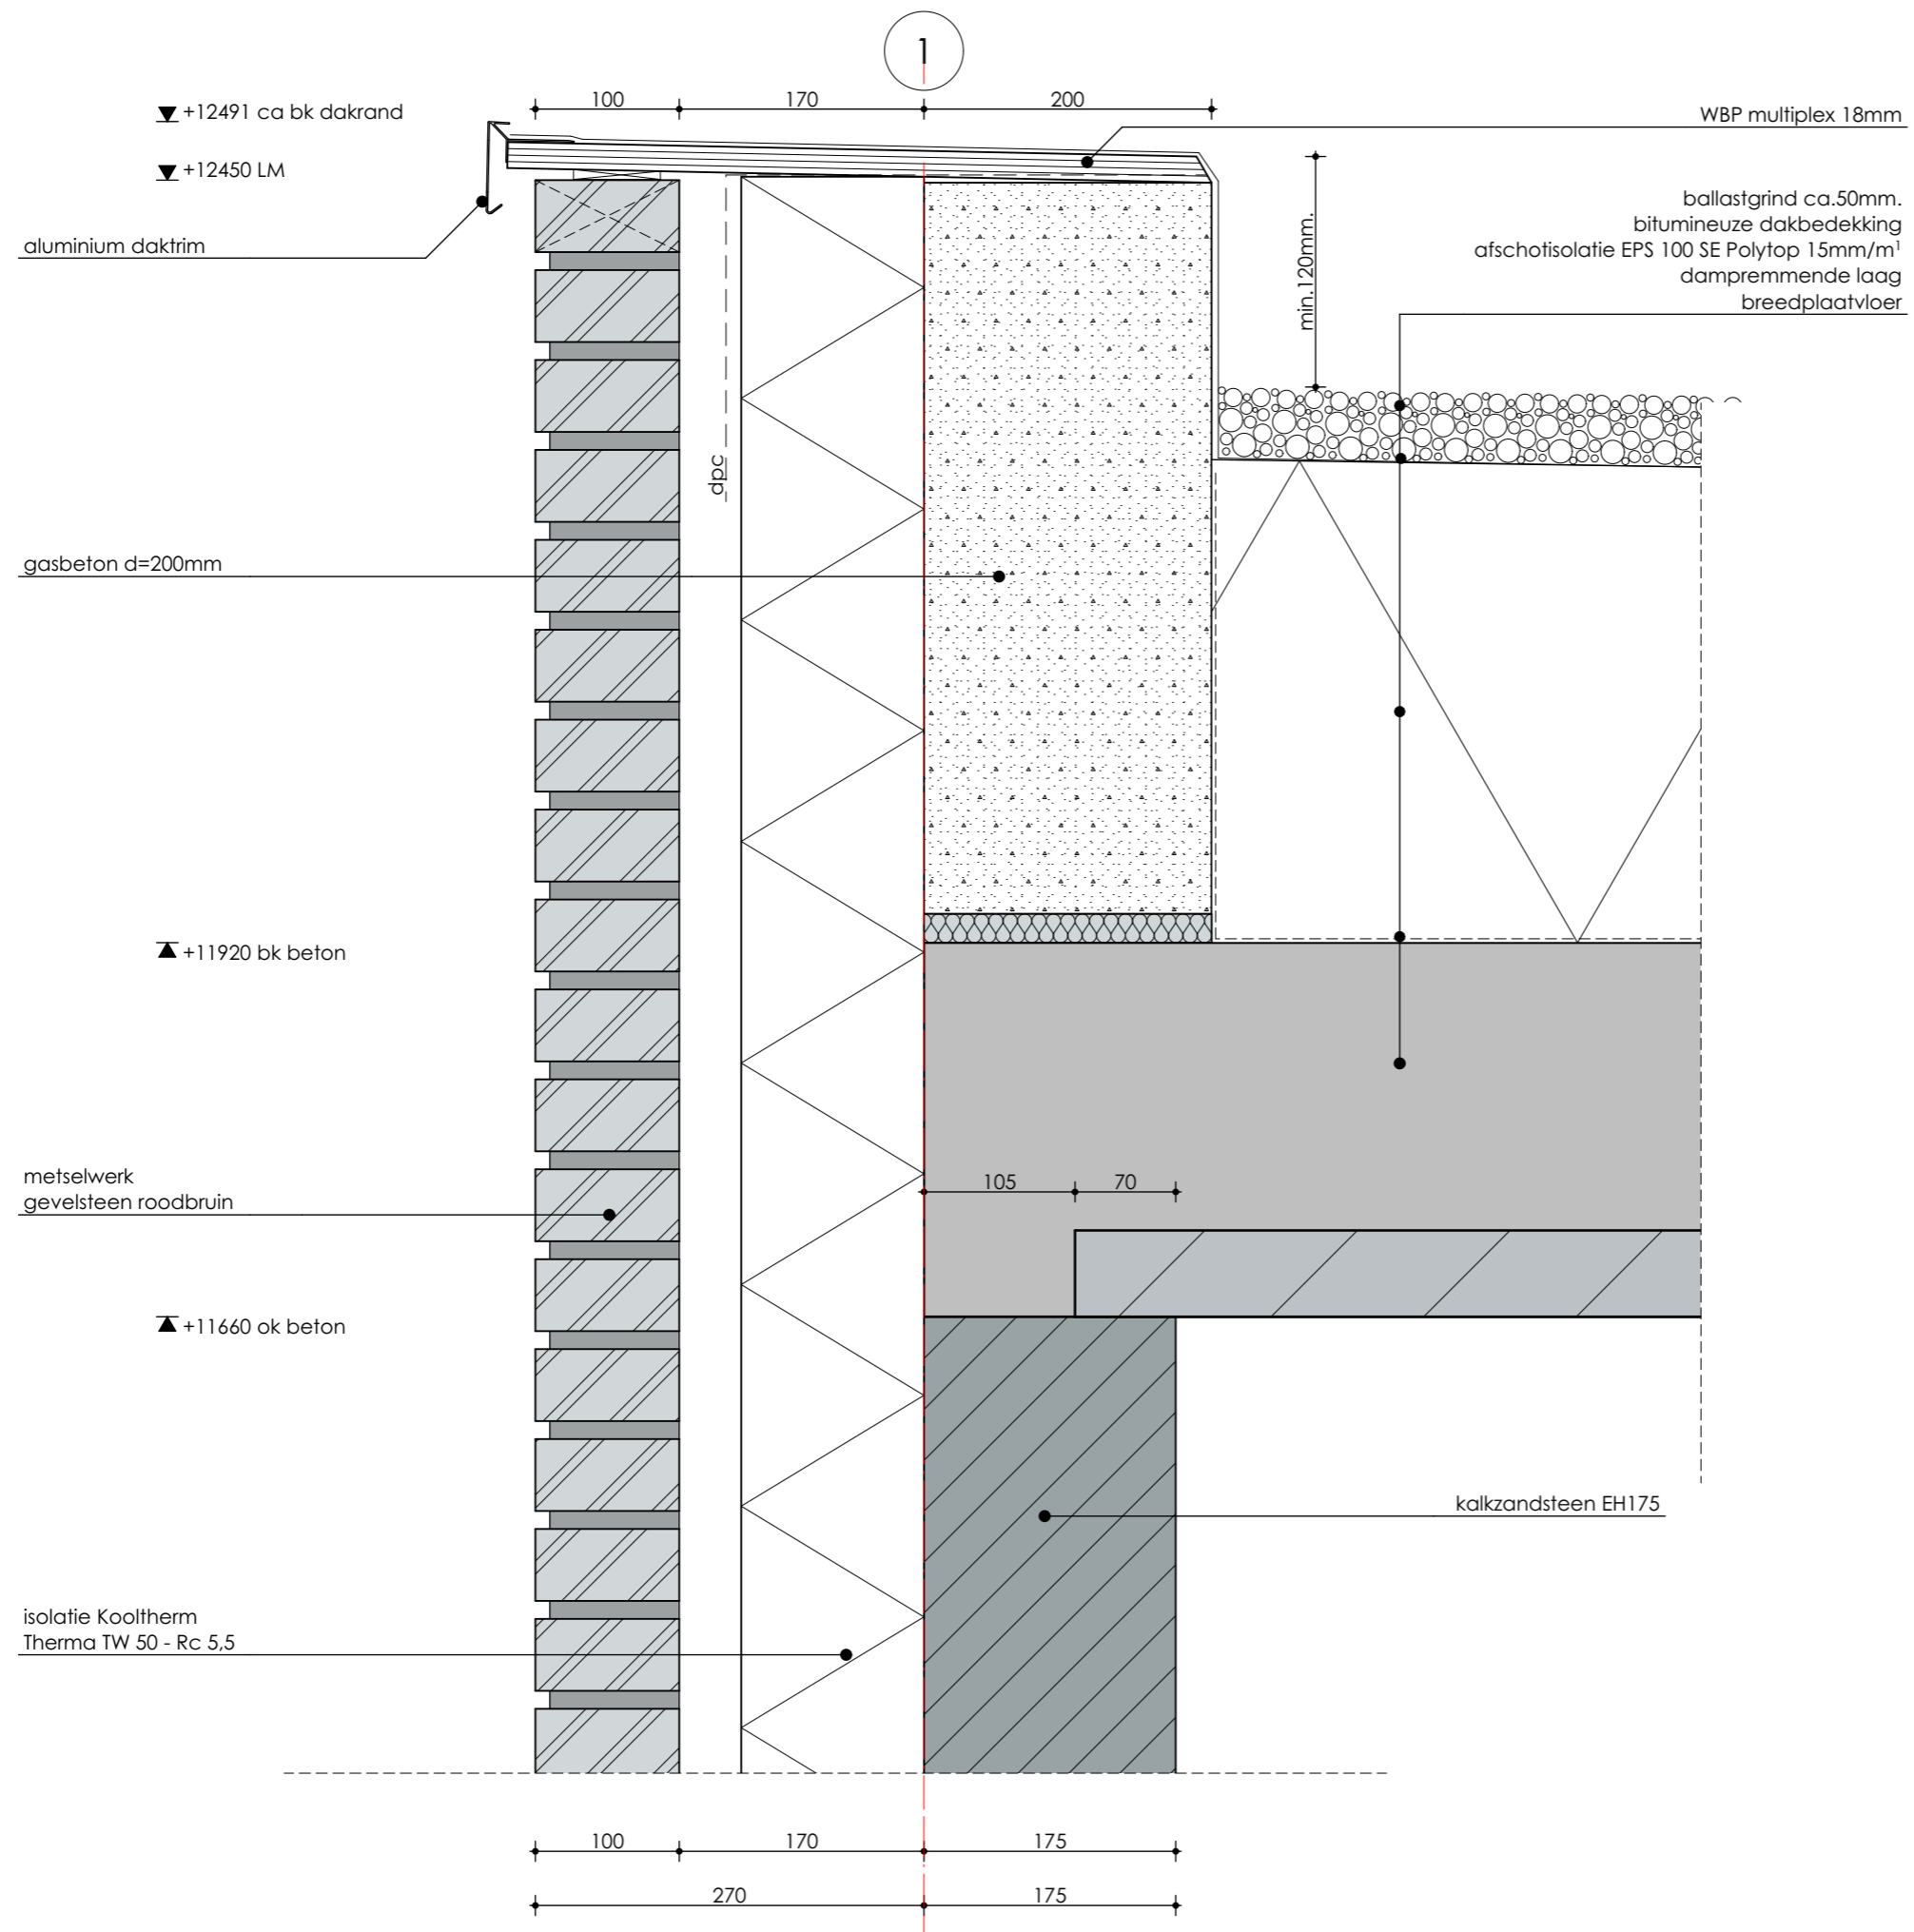 1
100
170
200
+12491 ca bk dakrand
WBP multiplex 18mm
+12450 LM
ballastgrind ca.50mm.
bitumineuze dakbedekking
afschotisolatie EPS 100 SE Polytop 15mm/m¹
dampremmende laag
breedplaatvloer
aluminium daktrim
min.120mm.
dpc
gasbeton d=200mm
+11920 bk beton
metselwerk
gevelsteen roodbruin
105
70
+11660 ok beton
kalkzandsteen EH175
isolatie Kooltherm
Therma TW 50 - Rc 5,5
100
170
175
270
175